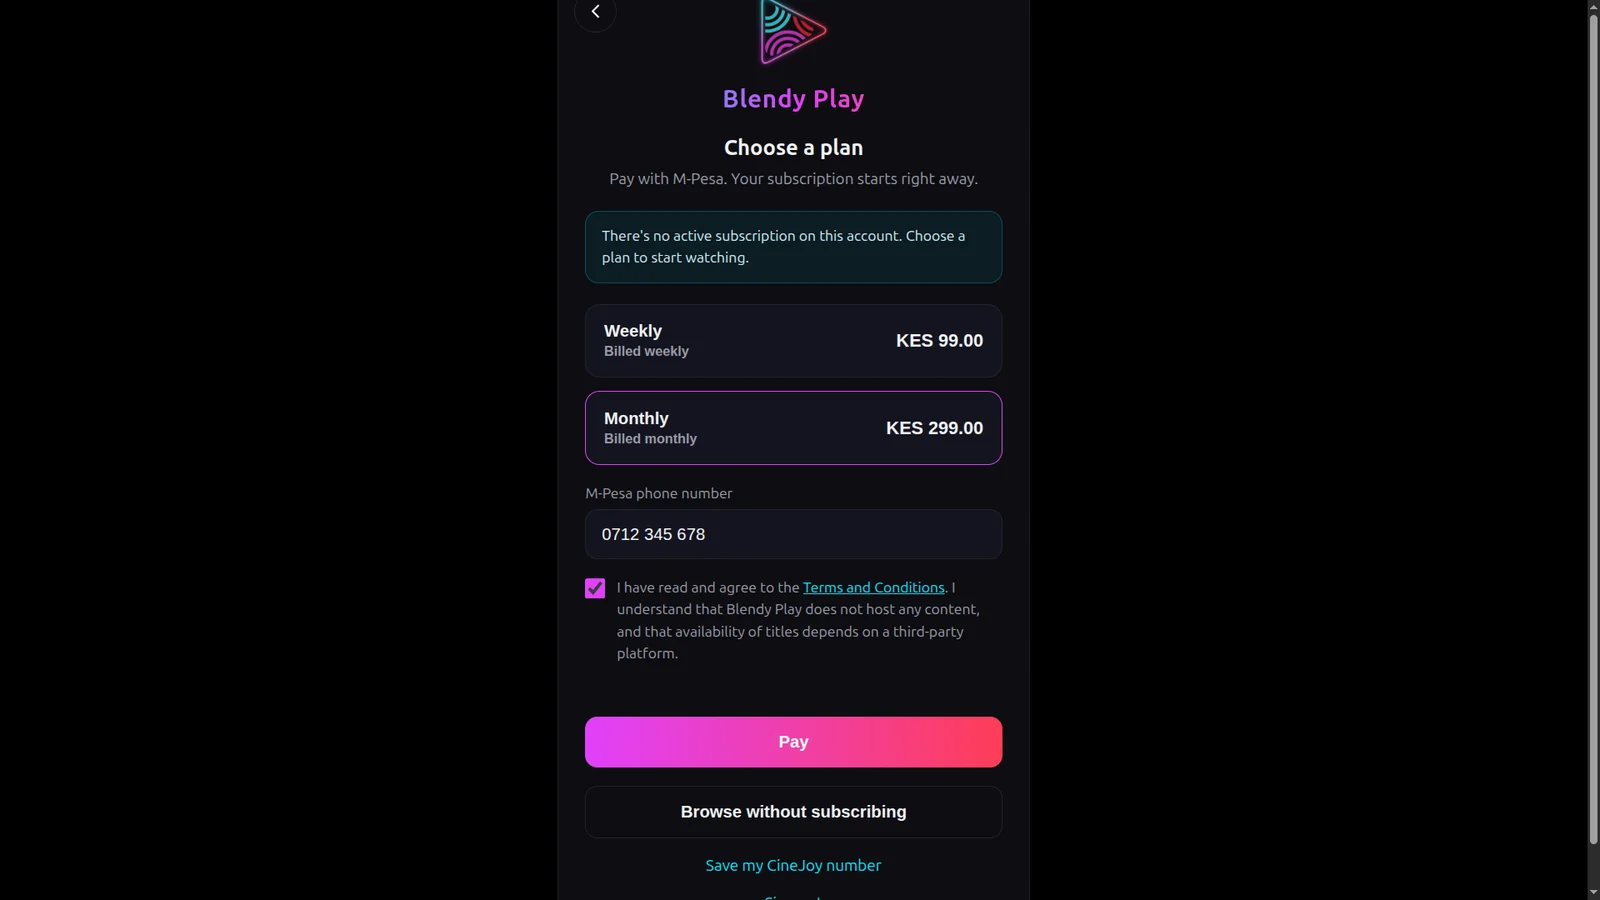 Blendy Play
Choose a plan
Pay with M-Pesa. Your subscription starts right away.
There's no active subscription on this account. Choose a
plan to start watching.
Weekly
Billed weekly
KES 99.00
Monthly
Billed monthly
KES 299.00
M-Pesa phone number
0712 345 678
I have read and agree to the Terms and Conditions. I
understand that Blendy Play does not host any content,
and that availability of titles depends on a third-party
platform.
Pay
Browse without subscribing
Save my CineJoy number